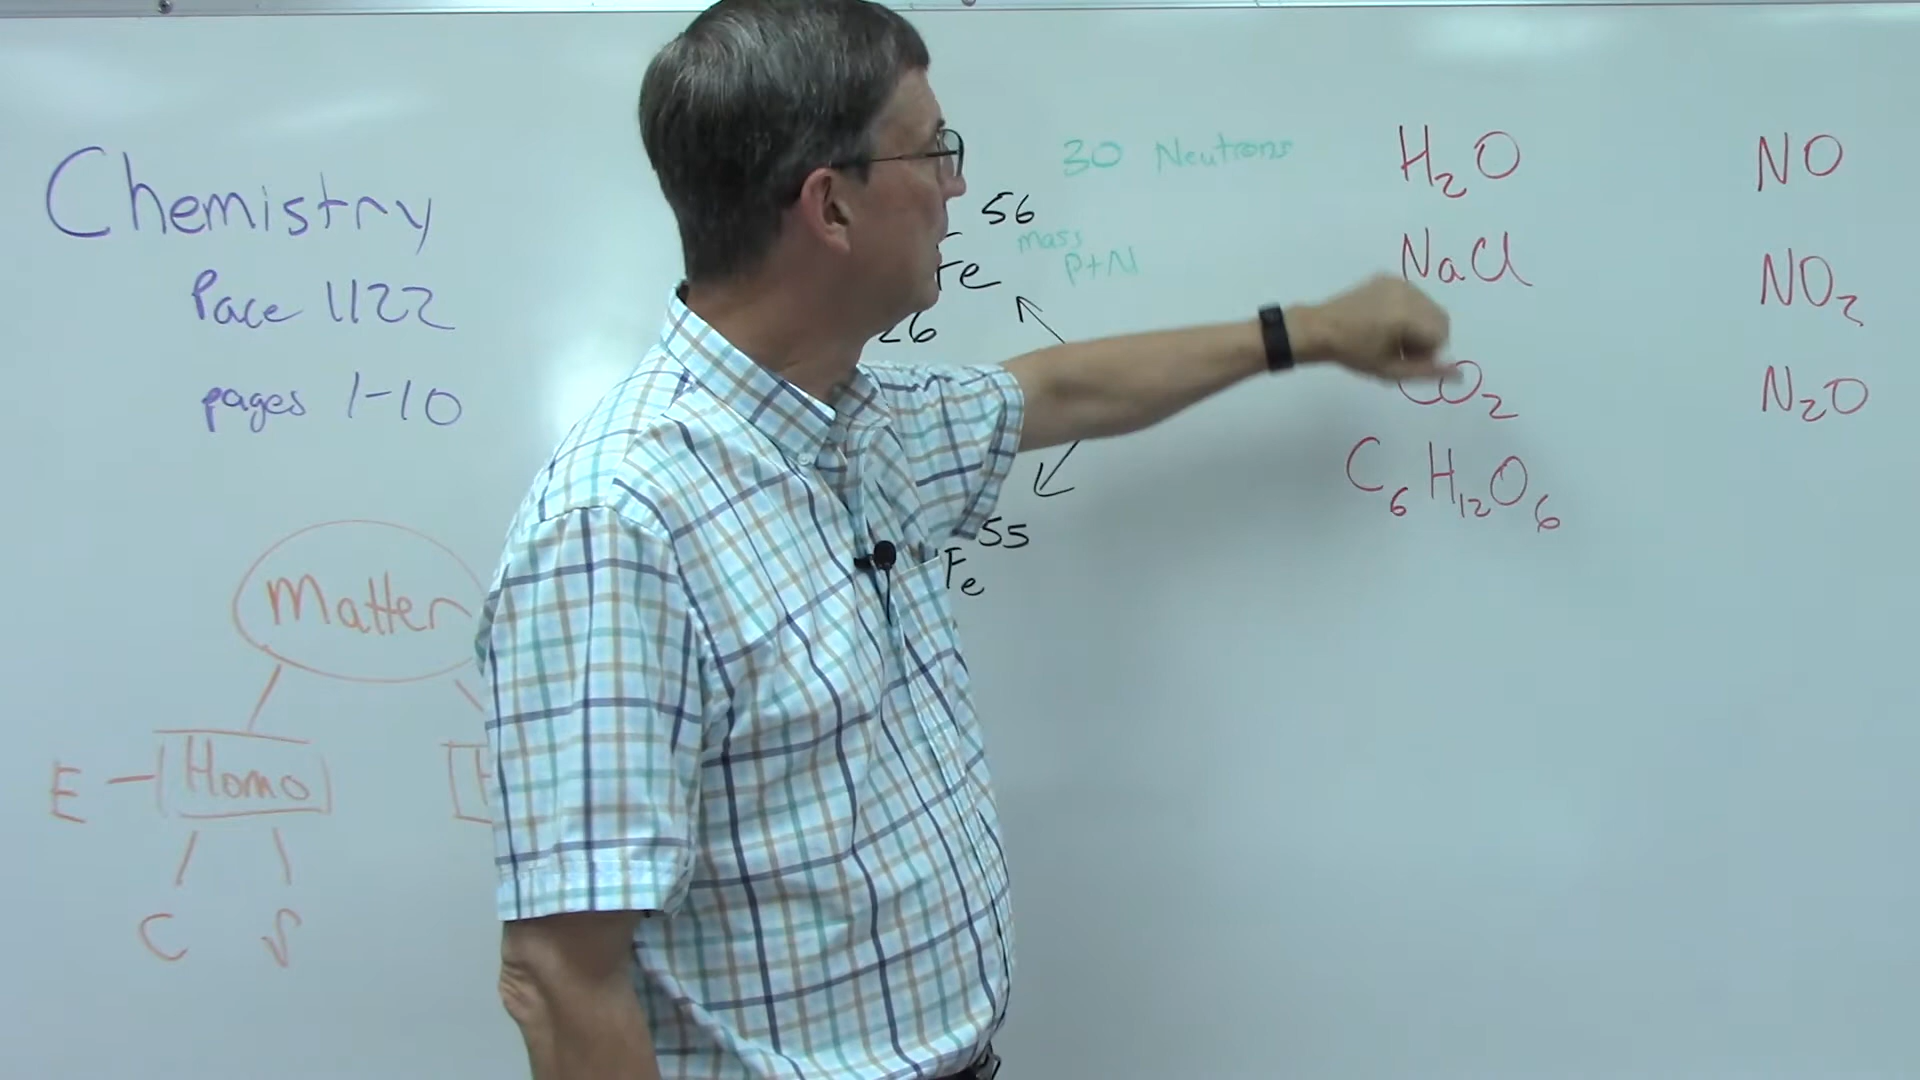 Chemistry
Pace 1122
pages 1-10
Matter
E
Homo
C
S
30 Neutrons
56
Fe
mass
P+N
26
55
Fe
H₂O
NaCl
CO₂
C₆H₁₂O₆
NO
NO₂
N₂O